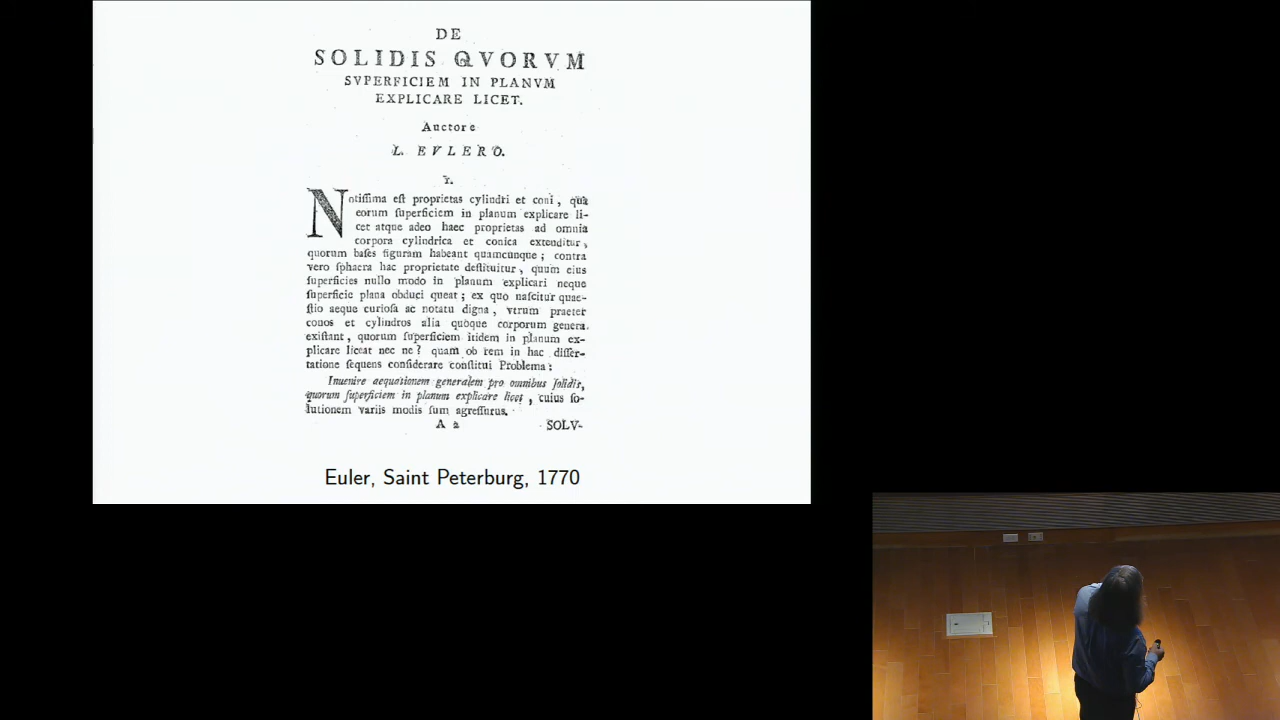 DE
SOLIDIS QVORVM
SVPERFICIEM IN PLANVM
EXPLICARE LICET.
Auctore
L. EVLERO.
I.
Notiſſima eſt proprietas cylindri et coni, qua
eorum ſuperficiem in planum explicare li-
cet atque adeo haec proprietas ad omnia
corpora cylindrica et conica extenditur,
quorum baſes figuram habeant quamcunque; contra
vero ſphaera hac proprietate deſtituitur, quum eius
ſuperficies nullo modo in planum explicari neque
ſuperficie plana obduci queat; ex quo naſcitur quae-
ſtio aeque curioſa ac notatu digna, vtrum praeter
conos et cylindros alia quoque corporum genera
exiſtant, quorum ſuperficiem itidem in planum ex-
plicare liceat nec ne? quam ob rem in hac diſſer-
tatione ſequens conſiderare conſtitui Problema:
Inuenire aequationem generalem pro omnibus ſolidis,
quorum ſuperficiem in planum explicare licet, cuius ſo-
lutionem variis modis ſum agreſſurus.
A 2 SOLV-
Euler, Saint Peterburg, 1770